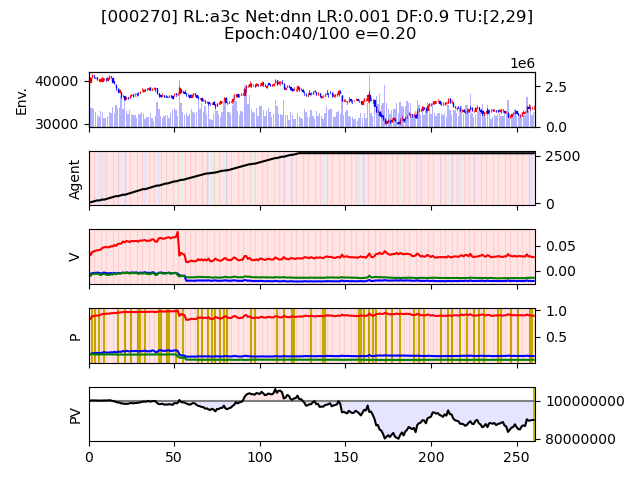 [000270] RL:a3c Net:dnn LR:0.001 DF:0.9 TU:[2,29]
Epoch:040/100 e=0.20
1e6
Env.
40000
30000
2.5
0.0
Agent
2500
0
V
0.05
0.00
P
1.0
0.5
PV
100000000
80000000
0 50 100 150 200 250